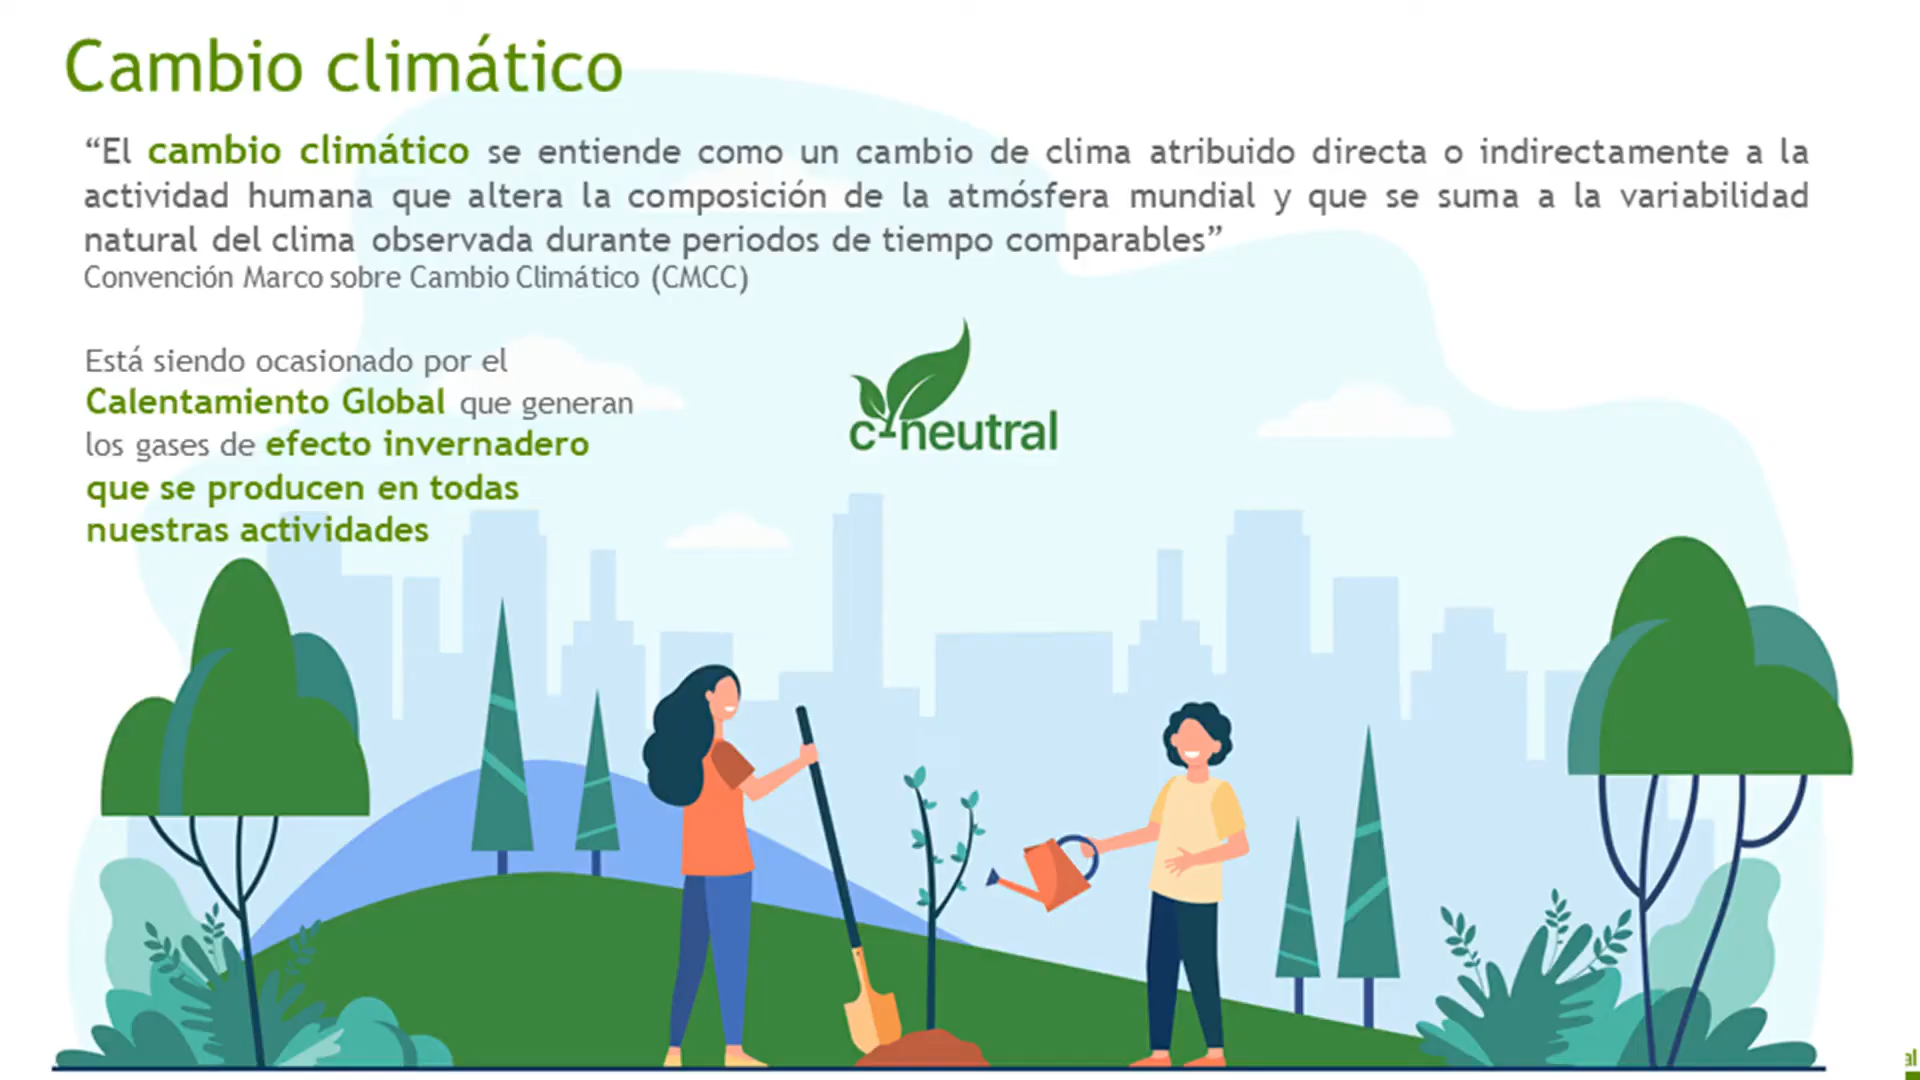 Cambio climático
“El cambio climático se entiende como un cambio de clima atribuido directa o indirectamente a la
actividad humana que altera la composición de la atmósfera mundial y que se suma a la variabilidad
natural del clima observada durante periodos de tiempo comparables”
Convención Marco sobre Cambio Climático (CMCC)
Está siendo ocasionado por el
Calentamiento Global que generan
los gases de efecto invernadero
que se producen en todas
nuestras actividades
c-neutral
al